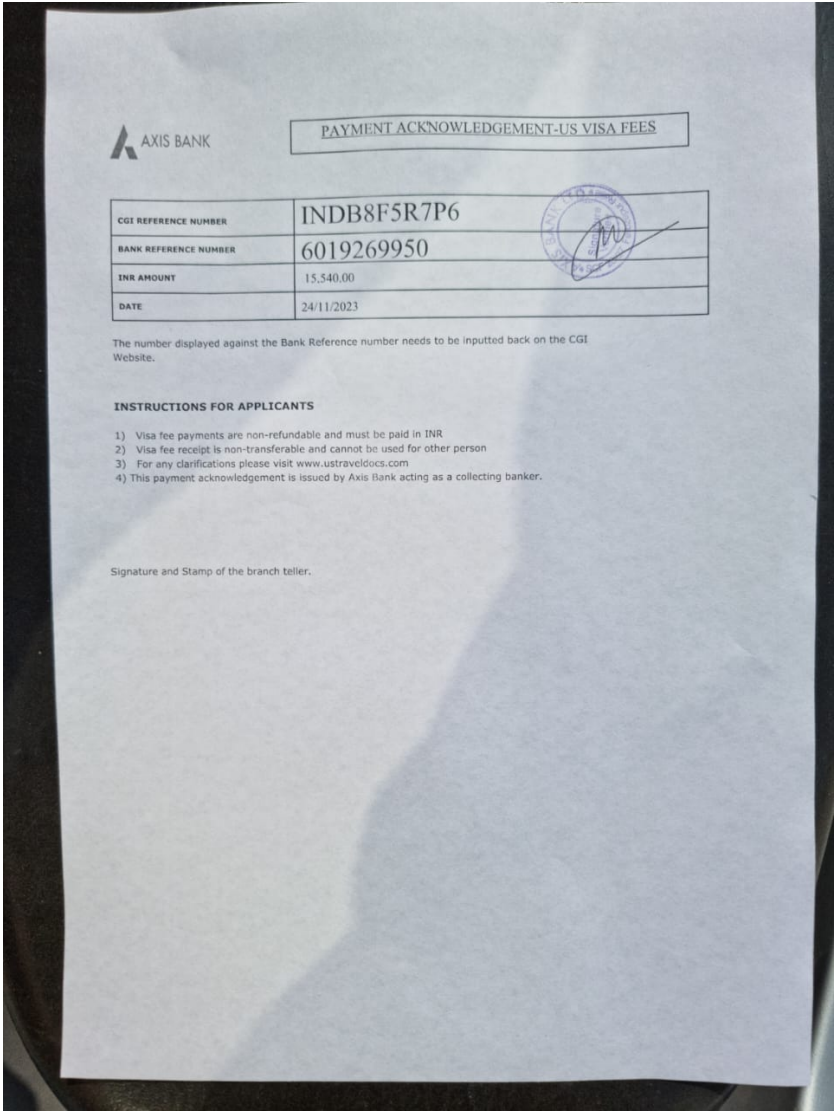 AXIS BANK
PAYMENT ACKNOWLEDGEMENT-US VISA FEES
CGI REFERENCE NUMBER INDB8F5R7P6
BANK REFERENCE NUMBER 6019269950
INR AMOUNT 15,540.00
DATE 24/11/2023
AXIS BANK LTD
The number displayed against the Bank Reference number needs to be inputted back on the CGI
Website.
INSTRUCTIONS FOR APPLICANTS
1) Visa fee payments are non-refundable and must be paid in INR
2) Visa fee receipt is non-transferable and cannot be used for other person
3) For any clarifications please visit www.ustraveldocs.com
4) This payment acknowledgement is issued by Axis Bank acting as a collecting banker.
Signature and Stamp of the branch teller.